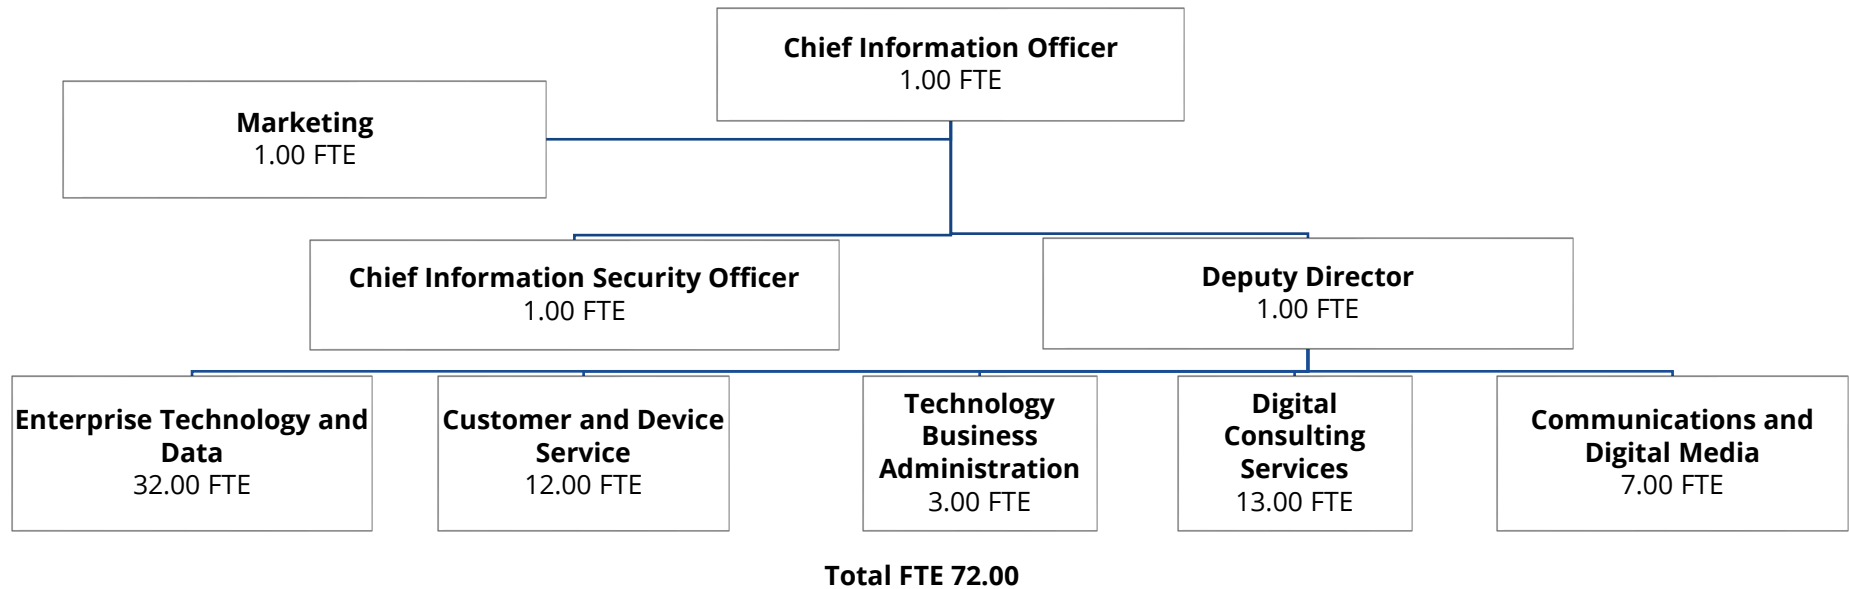 Chief Information Officer
1.00 FTE
Marketing
1.00 FTE
Chief Information Security Officer
1.00 FTE
Deputy Director
1.00 FTE
Enterprise Technology and
Data
32.00 FTE
Customer and Device
Service
12.00 FTE
Technology
Business
Administration
3.00 FTE
Digital
Consulting
Services
13.00 FTE
Communications and
Digital Media
7.00 FTE
Total FTE 72.00